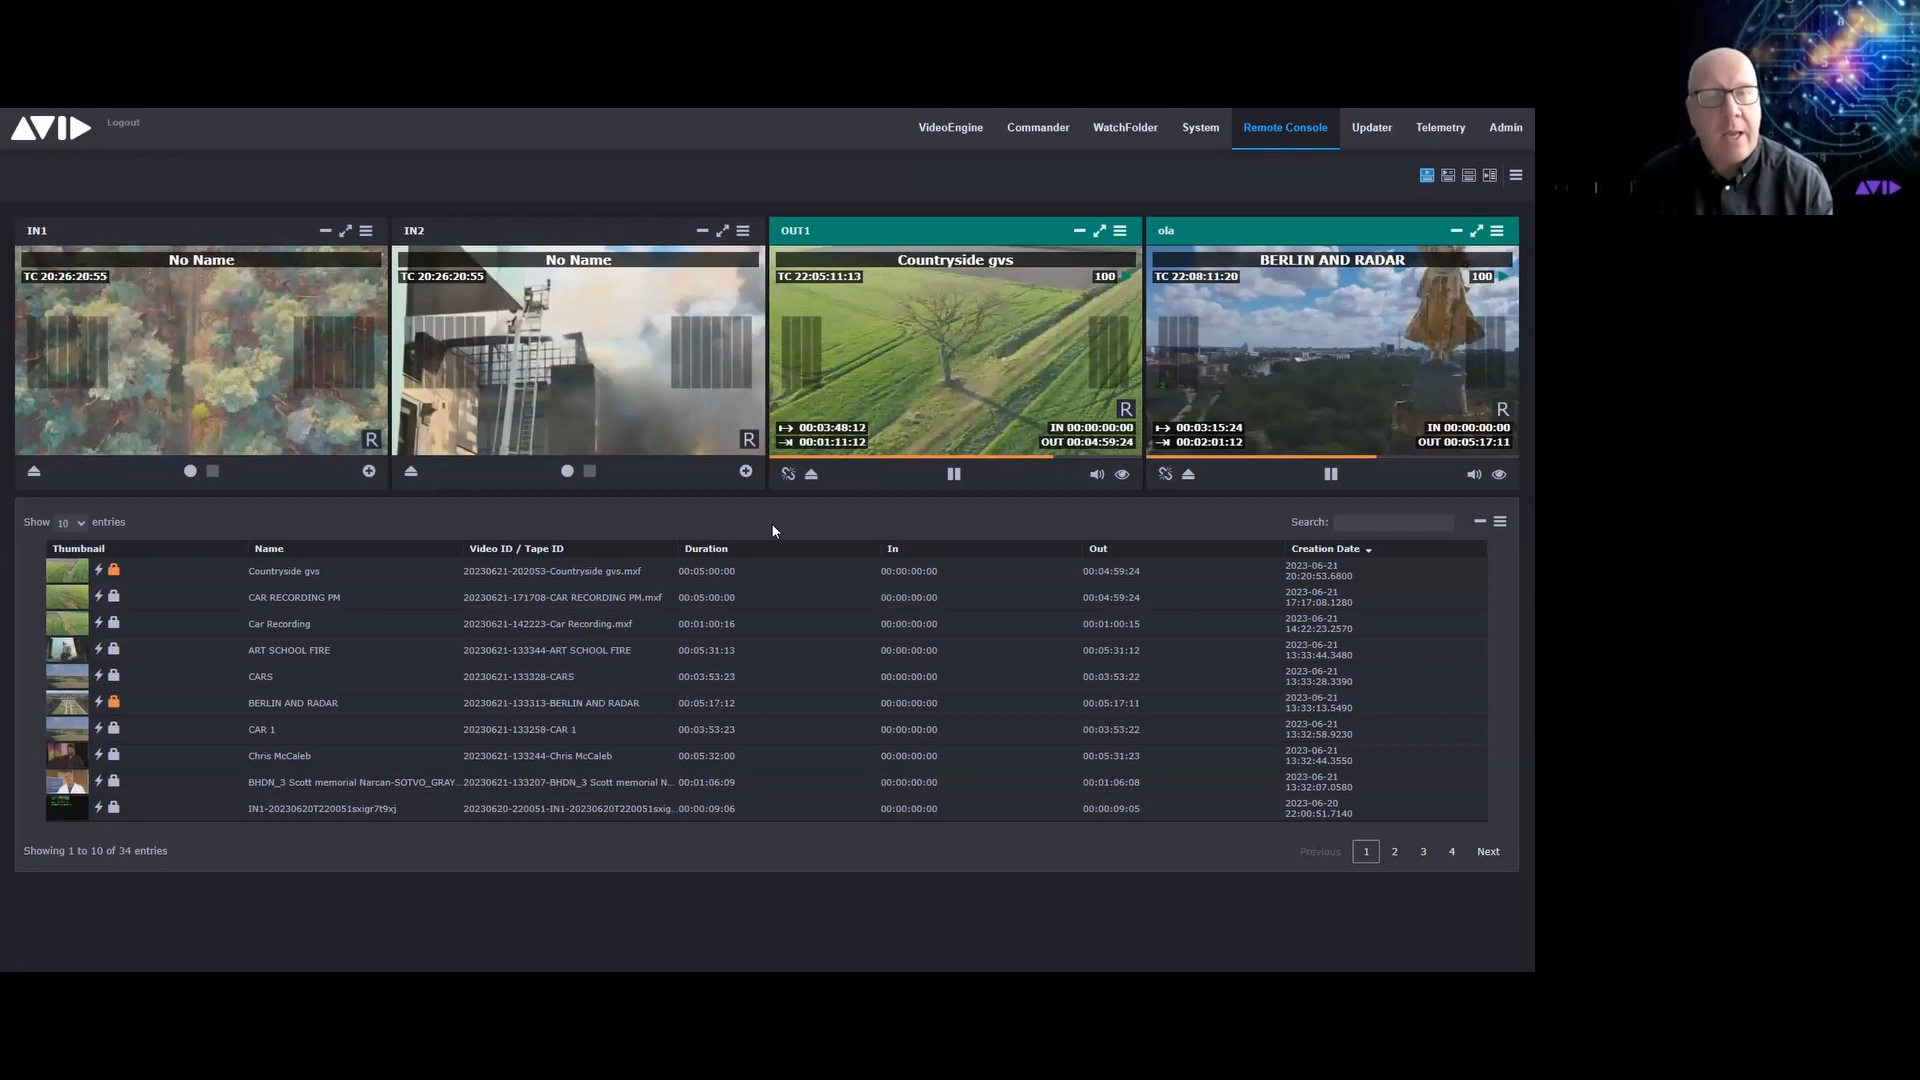 AVID Logout VideoEngine Commander WatchFolder System Remote Console Updater Telemetry Admin
AVID
IN1 IN2 OUT1 ola
No Name No Name Countryside gvs BERLIN AND RADAR
TC 20:26:20:55 TC 20:26:20:55 TC 22:05:11:13 100 TC 22:08:11:20 100
R R
00:03:48:12 IN 00:00:00:00 00:03:15:24 IN 00:00:00:00
00:01:11:12 OUT 00:04:59:24 00:02:01:12 OUT 00:05:17:11
R R
Show 10 entries Search:
Thumbnail Name Video ID / Tape ID Duration In Out Creation Date
Countryside gvs 20230621-202053-Countryside gvs.mxf 00:05:00:00 00:00:00:00 00:04:59:24 2023-06-21 20:20:53.6800
CAR RECORDING PM 20230621-171708-CAR RECORDING PM.mxf 00:05:00:00 00:00:00:00 00:04:59:24 2023-06-21 17:17:08.1280
Car Recording 20230621-142223-Car Recording.mxf 00:01:00:16 00:00:00:00 00:01:00:15 2023-06-21 14:22:23.2570
ART SCHOOL FIRE 20230621-133344-ART SCHOOL FIRE 00:05:31:13 00:00:00:00 00:05:31:12 2023-06-21 13:33:44.3480
CARS 20230621-133328-CARS 00:03:53:23 00:00:00:00 00:03:53:22 2023-06-21 13:33:28.3390
BERLIN AND RADAR 20230621-133313-BERLIN AND RADAR 00:05:17:12 00:00:00:00 00:05:17:11 2023-06-21 13:33:13.5490
CAR 1 20230621-133258-CAR 1 00:03:53:23 00:00:00:00 00:03:53:22 2023-06-21 13:32:58.9230
Chris McCaleb 20230621-133244-Chris McCaleb 00:05:32:00 00:00:00:00 00:05:31:23 2023-06-21 13:32:44.3550
BHDN_3 Scott memorial Narcan-SOTVO_GRAY... 20230621-133207-BHDN_3 Scott memorial N... 00:01:06:09 00:00:00:00 00:01:06:08 2023-06-21 13:32:07.0580
IN1-20230620T220051sxigr7t9xj 20230620-220051-IN1-20230620T220051sxig... 00:00:09:06 00:00:00:00 00:00:09:05 2023-06-20 22:00:51.7140
Showing 1 to 10 of 34 entries Previous 1 2 3 4 Next